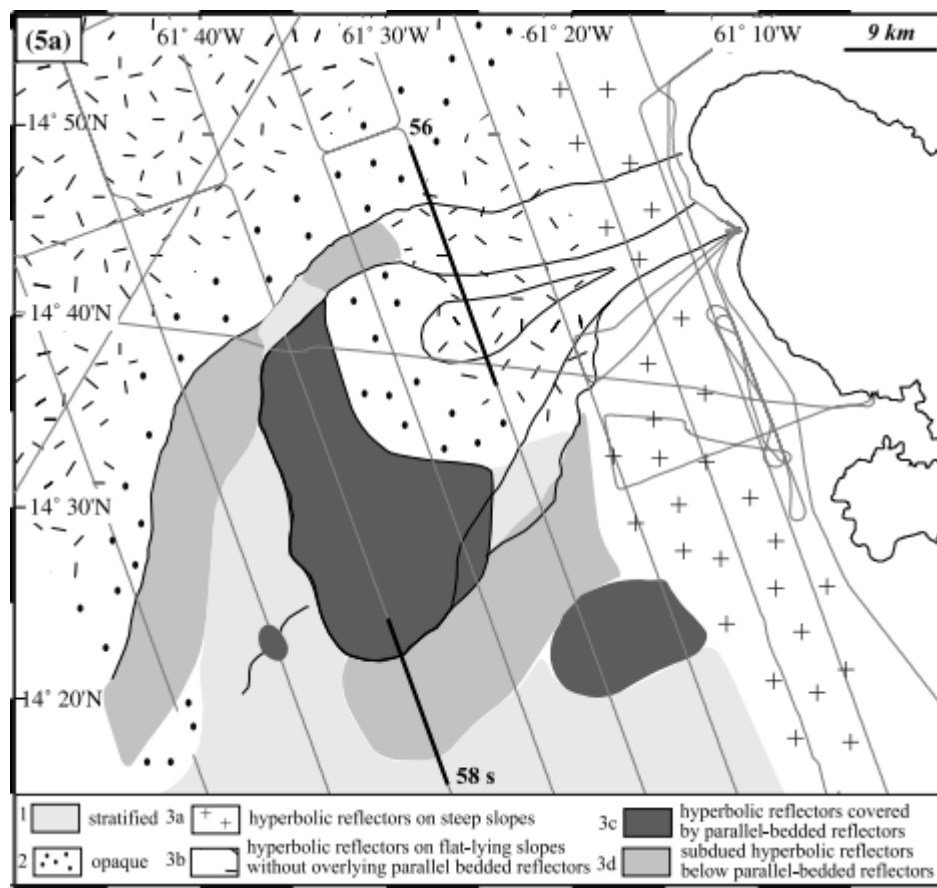 (5a)
61° 40'W 61° 30'W 61° 20'W 61° 10'W 9 km
14° 50'N
56
14° 40'N
14° 30'N
14° 20'N
58 s
1 stratified 3a hyperbolic reflectors on steep slopes 3c hyperbolic reflectors covered
by parallel-bedded reflectors
2 opaque 3b hyperbolic reflectors on flat-lying slopes
without overlying parallel bedded reflectors
3d subdued hyperbolic reflectors
below parallel-bedded reflectors